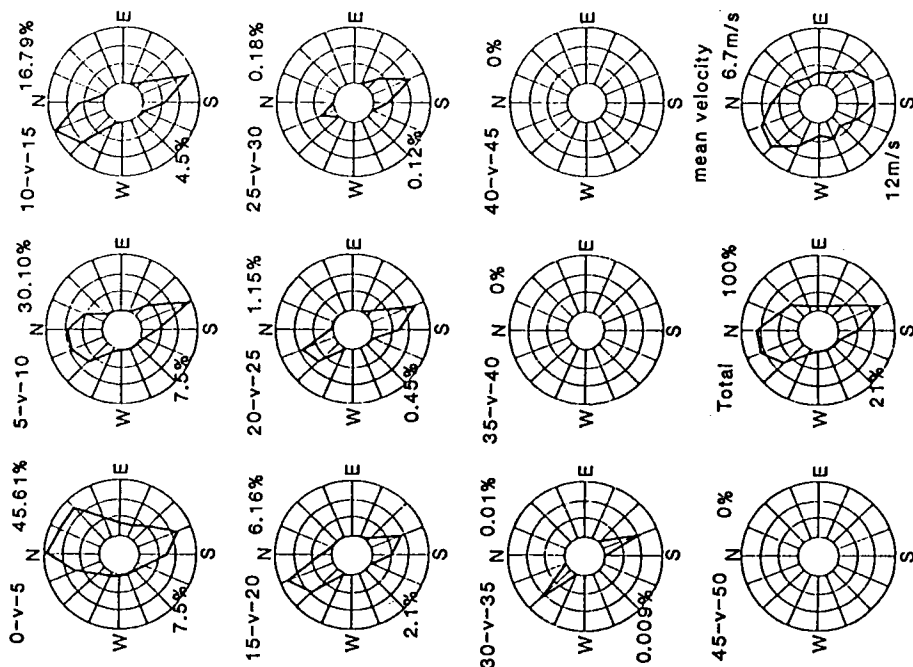 0-v-5 45.61%
N
W E
7.5% S
5-v-10 30.10%
N
W E
7.5% S
10-v-15 16.79%
N
W E
4.5% S
15-v-20 6.16%
N
W E
2.1% S
20-v-25 1.15%
N
W E
0.45% S
25-v-30 0.18%
N
W E
0.12% S
30-v-35 0.01%
N
W E
0.009% S
35-v-40 0%
N
W E
S
40-v-45 0%
N
W E
S
45-v-50 0%
N
W E
S
Total 100%
N
W E
21% S
mean velocity
N 6.7m/s
W E
12m/s S